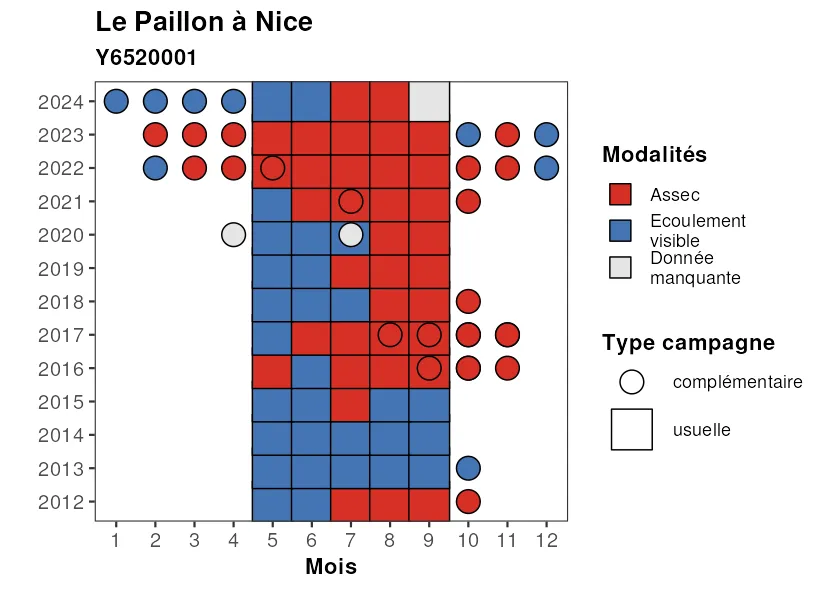 Le Paillon à Nice
Y6520001
2024
2023
2022
2021
2020
2019
2018
2017
2016
2015
2014
2013
2012
1 2 3 4 5 6 7 8 9 10 11 12
Mois
Modalités
Assec
Ecoulement
visible
Donnée
manquante
Type campagne
complémentaire
usuelle